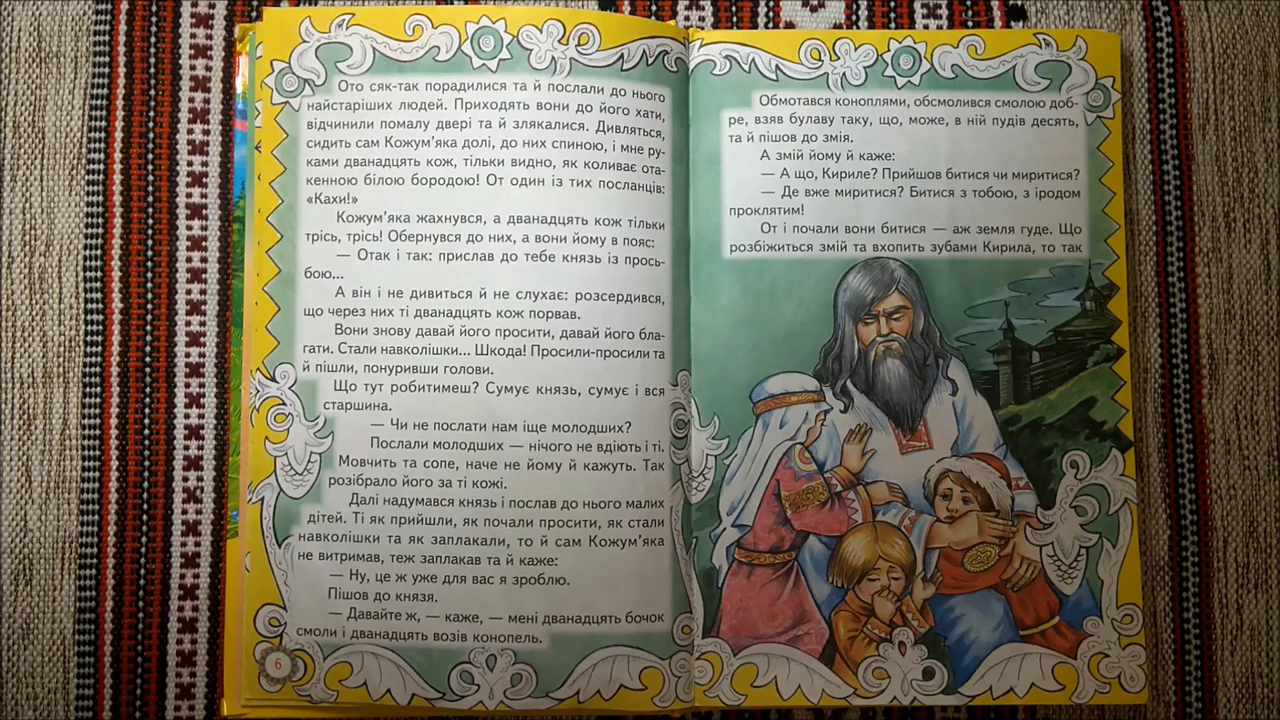 Ото сяк-так порадилися та й послали до нього
найстаріших людей. Приходять вони до його хати,
відчинили помалу двері та й злякалися. Дивляться,
сидить сам Кожум'яка долі, до них спиною, і мне ру-
ками дванадцять кож, тільки видно, як коливає ота-
кенною білою бородою! От один із тих посланців:
«Кахи!»
Кожум'яка жахнувся, а дванадцять кож тільки
трісь, трісь! Обернувся до них, а вони йому в пояс:
— Отак і так: прислав до тебе князь із прось-
бою...
А він і не дивиться й не слухає: розсердився,
що через них ті дванадцять кож порвав.
Вони знову давай його просити, давай його бла-
гати. Стали навколішки... Шкода! Просили-просили та
й пішли, понуривши голови.
Що тут робитимеш? Сумує князь, сумує і вся
старшина.
— Чи не послати нам іще молодших?
Послали молодших — нічого не вдіють і ті.
Мовчить та сопе, наче не йому й кажуть. Так
розібрало його за ті кожі.
Далі надумався князь і послав до нього малих
дітей. Ті як прийшли, як почали просити, як стали
навколішки та як заплакали, то й сам Кожум'яка
не витримав, теж заплакав та й каже:
— Ну, це ж уже для вас я зроблю.
Пішов до князя.
— Давайте ж, — каже, — мені дванадцять бочок
смоли і дванадцять возів конопель.
6
Обмотався коноплями, обсмолився смолою доб-
ре, взяв булаву таку, що, може, в ній пудів десять,
та й пішов до змія.
А змій йому й каже:
— А що, Кириле? Прийшов битися чи миритися?
— Де вже миритися? Битися з тобою, з іродом
проклятим!
От і почали вони битися — аж земля гуде. Що
розбіжиться змій та вхопить зубами Кирила, то так